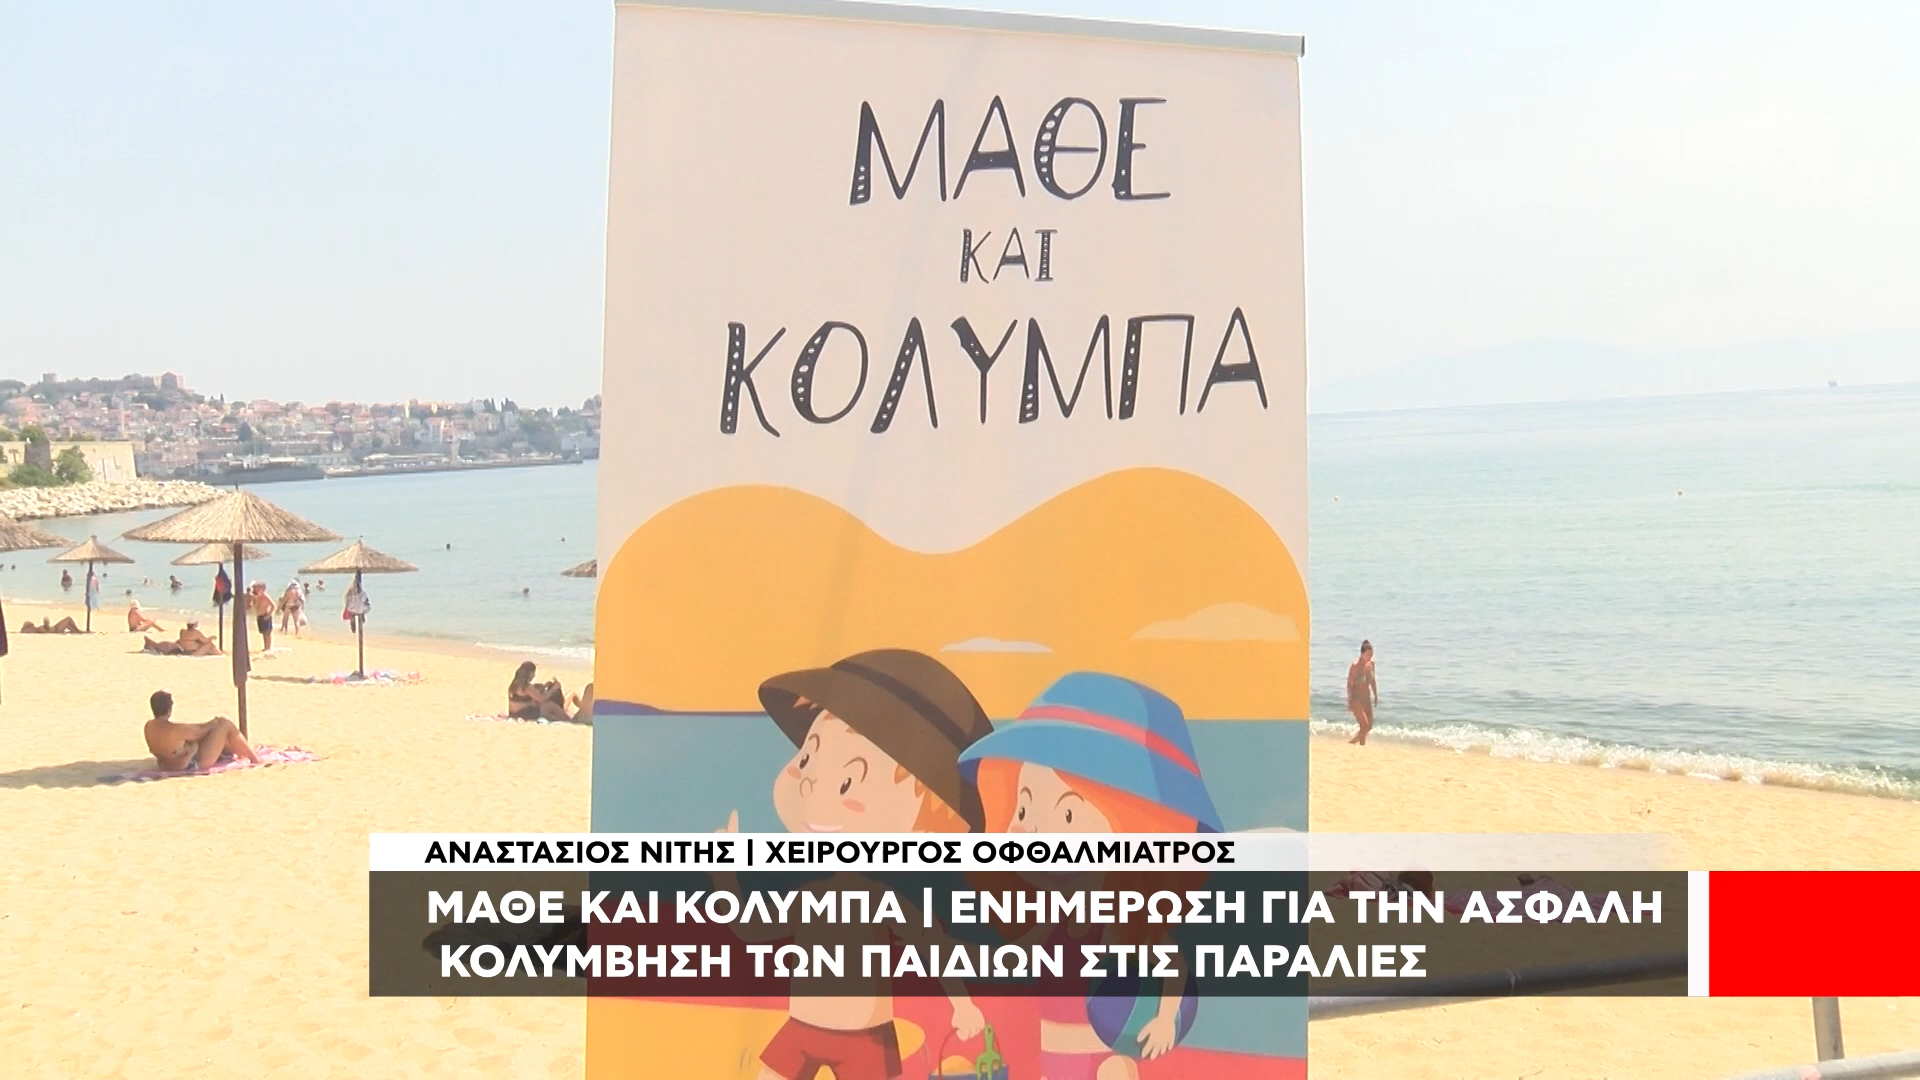 ΜΑΘΕ
ΚΑΙ
ΚΟΛΥΜΠΑ
ΑΝΑΣΤΑΣΙΟΣ ΝΙΤΗΣ | ΧΕΙΡΟΥΡΓΟΣ ΟΦΘΑΛΜΙΑΤΡΟΣ
ΜΑΘΕ ΚΑΙ ΚΟΛΥΜΠΑ | ΕΝΗΜΕΡΩΣΗ ΓΙΑ ΤΗΝ ΑΣΦΑΛΗ
ΚΟΛΥΜΒΗΣΗ ΤΩΝ ΠΑΙΔΙΩΝ ΣΤΙΣ ΠΑΡΑΛΙΕΣ